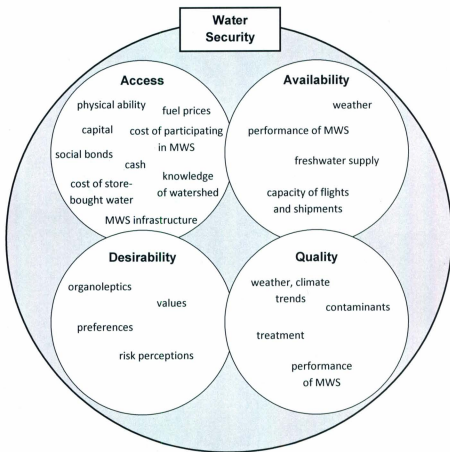 Water
Security
Access
physical ability
fuel prices
capital
cost of participating
in MWS
social bonds
cash
knowledge
of watershed
cost of store-
bought water
MWS infrastructure
Availability
weather
performance of MWS
freshwater supply
capacity of flights
and shipments
Desirability
organoleptics
values
preferences
risk perceptions
Quality
weather, climate
trends
contaminants
treatment
performance
of MWS